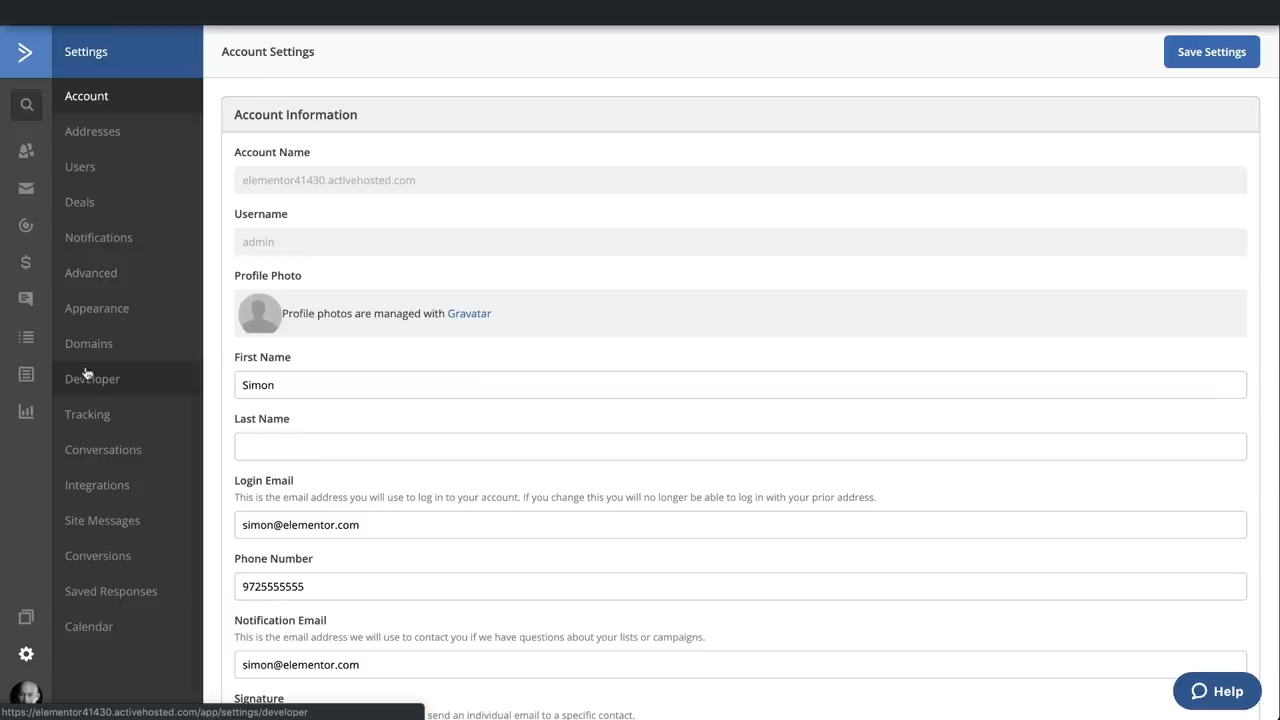 Settings
Account Settings
Save Settings
Account
Addresses
Users
Deals
Notifications
Advanced
Appearance
Domains
Developer
Tracking
Conversations
Integrations
Site Messages
Conversions
Saved Responses
Calendar
Account Information
Account Name
elementor41430.activehosted.com
Username
admin
Profile Photo
Profile photos are managed with Gravatar
First Name
Simon
Last Name
Login Email
This is the email address you will use to log in to your account. If you change this you will no longer be able to log in with your prior address.
simon@elementor.com
Phone Number
9725555555
Notification Email
This is the email address we will use to contact you if we have questions about your lists or campaigns.
simon@elementor.com
Signature
send an individual email to a specific contact.
Help
https://elementor41430.activehosted.com/app/settings/developer